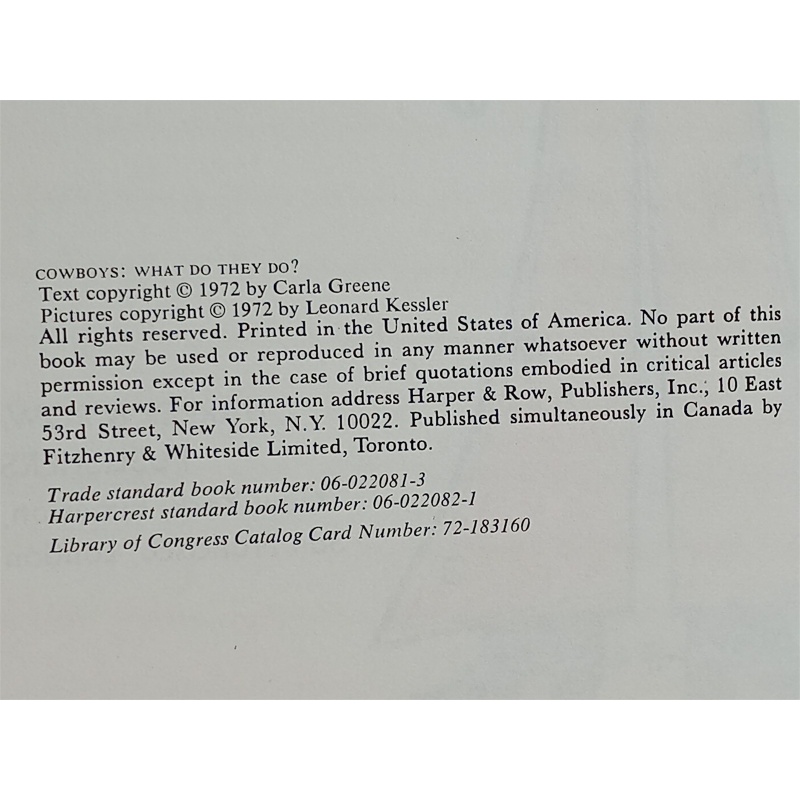 COWBOYS: WHAT DO THEY DO?
Text copyright © 1972 by Carla Greene
Pictures copyright © 1972 by Leonard Kessler
All rights reserved. Printed in the United States of America. No part of this
book may be used or reproduced in any manner whatsoever without written
permission except in the case of brief quotations embodied in critical articles
and reviews. For information address Harper & Row, Publishers, Inc., 10 East
53rd Street, New York, N.Y. 10022. Published simultaneously in Canada by
Fitzhenry & Whiteside Limited, Toronto.
Trade standard book number: 06-022081-3
Harpercrest standard book number: 06-022082-1
Library of Congress Catalog Card Number: 72-183160